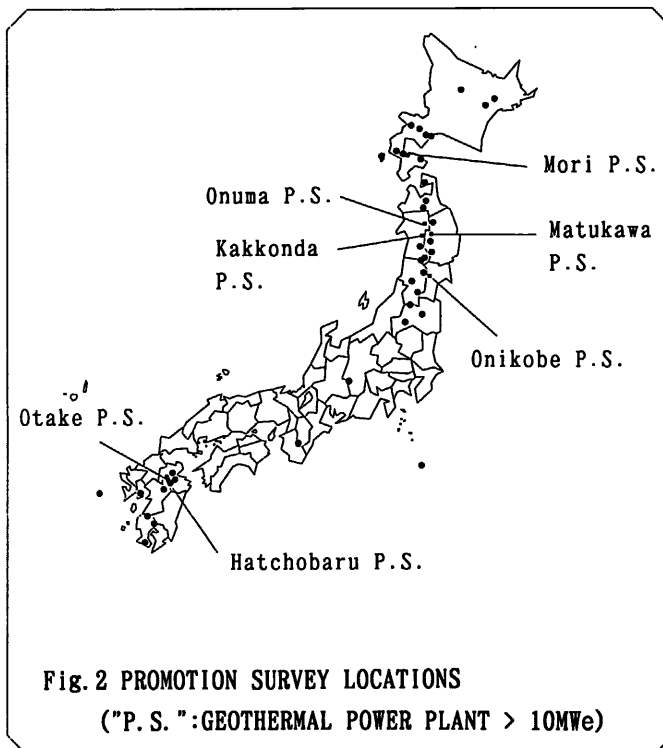 Mori P.S.
Onuma P.S.
Kakkonda
P.S.
Matukawa
P.S.
Onikobe P.S.
Otake P.S.
Hatchobaru P.S.
Fig. 2 PROMOTION SURVEY LOCATIONS
("P. S. ":GEOTHERMAL POWER PLANT > 10MWe)